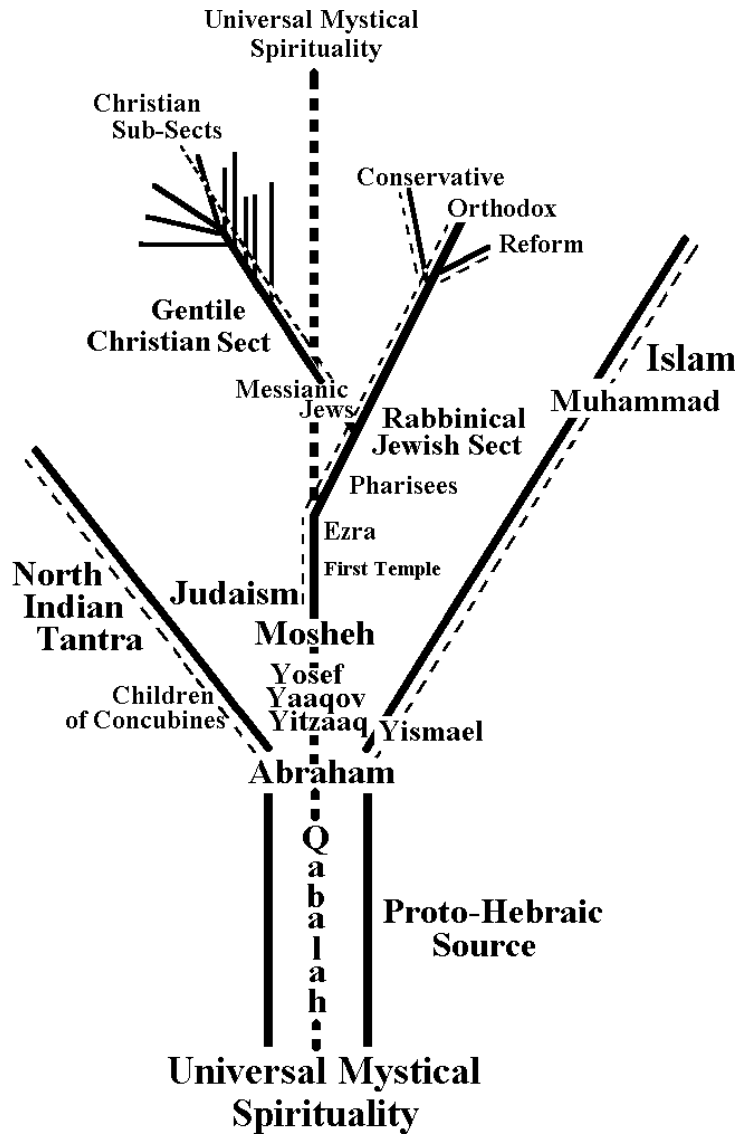 Universal Mystical
Spirituality
Christian
Sub-Sects
Conservative
Orthodox
Reform
Gentile
Christian Sect
Islam
Messianic
Jews
Muhammad
Rabbinical
Jewish Sect
Pharisees
Ezra
First Temple
North
Indian
Tantra
Judaism
Mosheh
Yosef
Yaaqov
Yitzaaq
Children
of Concubines
Yismael
Abraham
Qabalah
Proto-Hebraic
Source
Universal Mystical
Spirituality